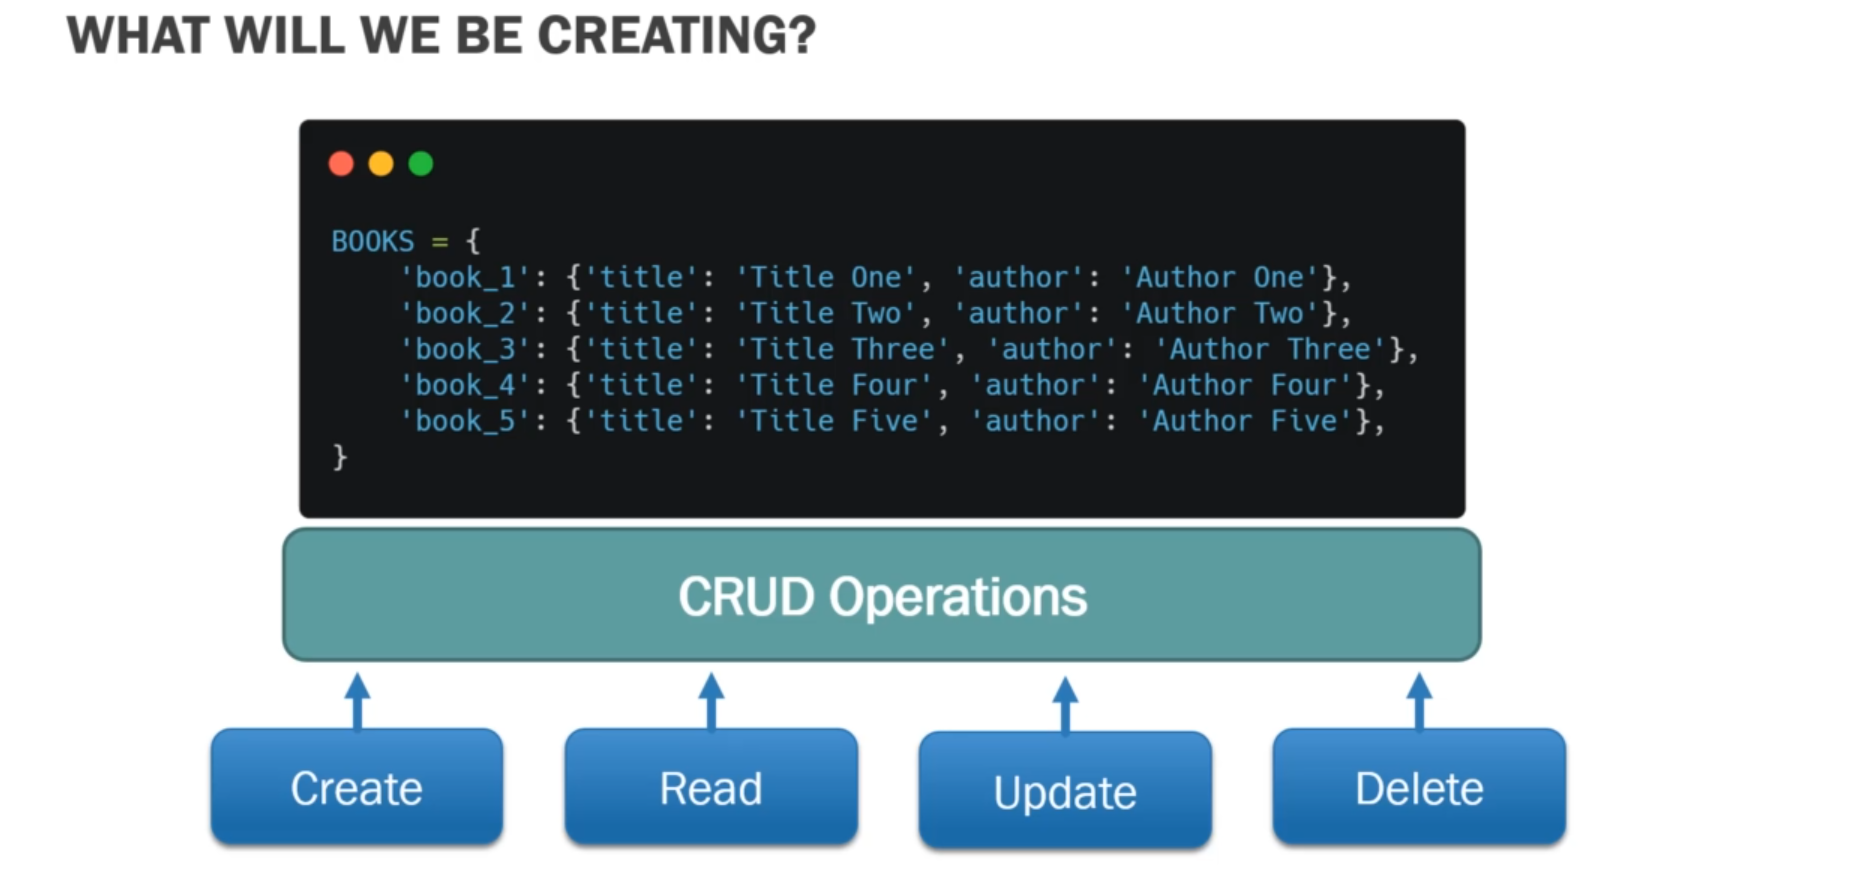 WHAT WILL WE BE CREATING?
BOOKS = {
    'book_1': {'title': 'Title One', 'author': 'Author One'},
    'book_2': {'title': 'Title Two', 'author': 'Author Two'},
    'book_3': {'title': 'Title Three', 'author': 'Author Three'},
    'book_4': {'title': 'Title Four', 'author': 'Author Four'},
    'book_5': {'title': 'Title Five', 'author': 'Author Five'},
}
CRUD Operations
Create
Read
Update
Delete